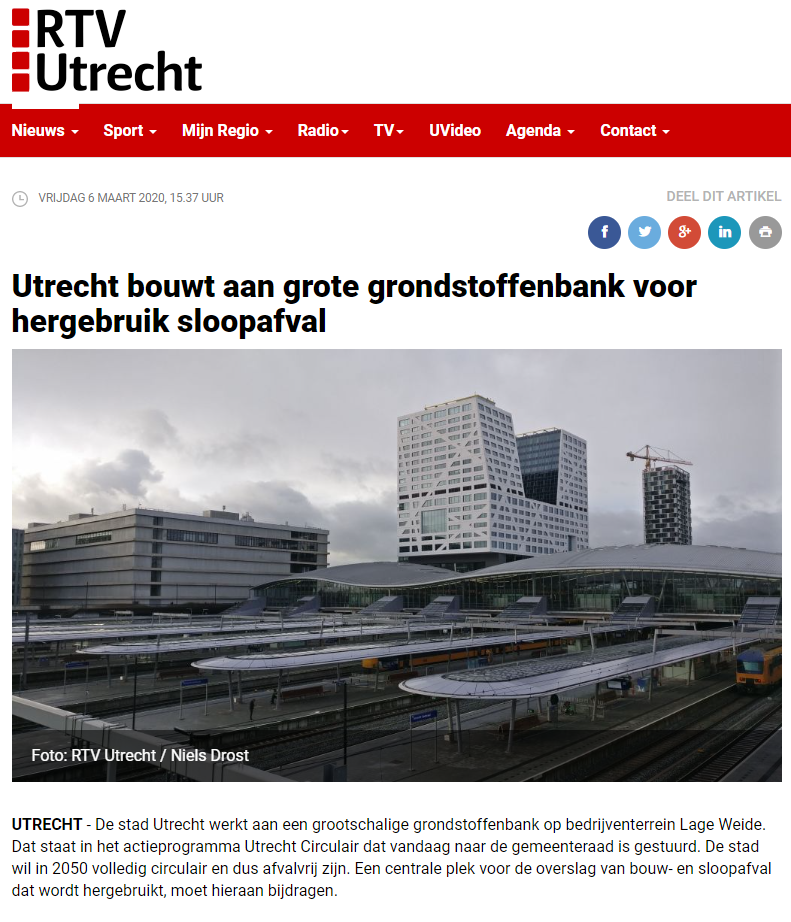 RTV
Utrecht
Nieuws Sport Mijn Regio Radio TV UVideo Agenda Contact
VRIJDAG 6 MAART 2020, 15.37 UUR
DEEL DIT ARTIKEL
f g+ in
Utrecht bouwt aan grote grondstoffenbank voor
hergebruik sloopafval
Foto: RTV Utrecht / Niels Drost
UTRECHT - De stad Utrecht werkt aan een grootschalige grondstoffenbank op bedrijventerrein Lage Weide.
Dat staat in het actieprogramma Utrecht Circulair dat vandaag naar de gemeenteraad is gestuurd. De stad
wil in 2050 volledig circulair en dus afvalvrij zijn. Een centrale plek voor de overslag van bouw- en sloopafval
dat wordt hergebruikt, moet hieraan bijdragen.